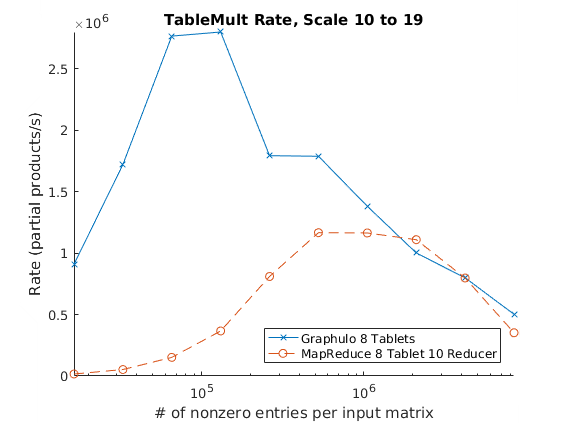 TableMult Rate, Scale 10 to 19
×10^6
2.5
2
1.5
1
0.5
0
10^5
10^6
Rate (partial products/s)
# of nonzero entries per input matrix
Graphulo 8 Tablets
MapReduce 8 Tablet 10 Reducer